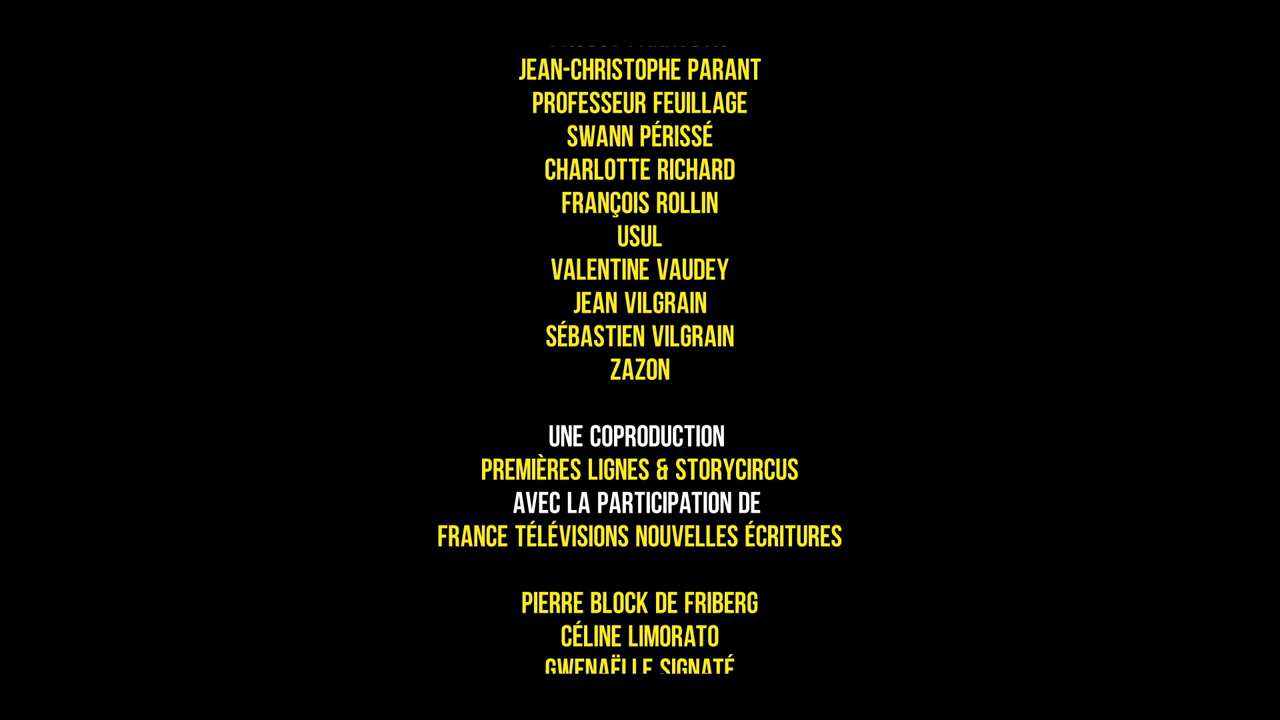 JEAN-CHRISTOPHE PARANT
PROFESSEUR FEUILLAGE
SWANN PÉRISSÉ
CHARLOTTE RICHARD
FRANÇOIS ROLLIN
USUL
VALENTINE VAUDEY
JEAN VILGRAIN
SÉBASTIEN VILGRAIN
ZAZON
UNE COPRODUCTION
PREMIÈRES LIGNES & STORYCIRCUS
AVEC LA PARTICIPATION DE
FRANCE TÉLÉVISIONS NOUVELLES ÉCRITURES
PIERRE BLOCK DE FRIBERG
CÉLINE LIMORATO
GWENAËLLE SIGNATÉ